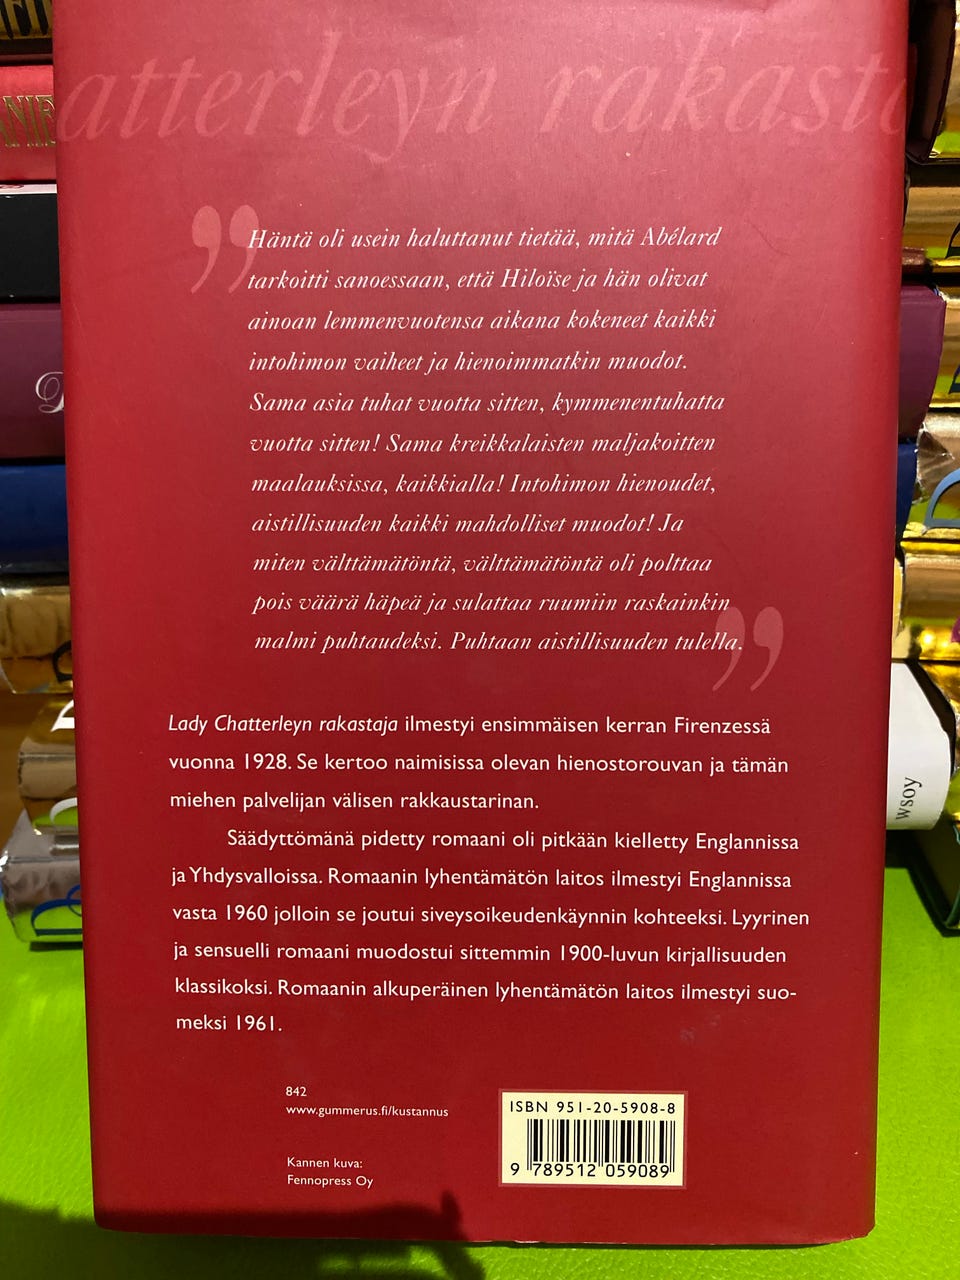 atterleyn rakasta
”
Häntä oli usein haluttanut tietää, mitä Abélard
tarkoitti sanoessaan, että Hiloïse ja hän olivat
ainoan lemmenvuotensa aikana kokeneet kaikki
intohimon vaiheet ja hienoimmatkin muodot.
Sama asia tuhat vuotta sitten, kymmenentuhatta
vuotta sitten! Sama kreikkalaisten maljakoitten
maalauksissa, kaikkialla! Intohimon hienoudet,
aistillisuuden kaikki mahdolliset muodot! Ja
miten välttämätöntä, välttämätöntä oli polttaa
pois väärä häpeä ja sulattaa ruumiin raskainkin
malmi puhtaudeksi. Puhtaan aistillisuuden tulella.
”
Lady Chatterleyn rakastaja ilmestyi ensimmäisen kerran Firenzessä
vuonna 1928. Se kertoo naimisissa olevan hienostorouvan ja tämän
miehen palvelijan välisen rakkaustarinan.
Säädyttömänä pidetty romaani oli pitkään kielletty Englannissa
ja Yhdysvalloissa. Romaanin lyhentämätön laitos ilmestyi Englannissa
vasta 1960 jolloin se joutui siveysoikeudenkäynnin kohteeksi. Lyyrinen
ja sensuelli romaani muodostui sittemmin 1900-luvun kirjallisuuden
klassikoksi. Romaanin alkuperäinen lyhentämätön laitos ilmestyi suo-
meksi 1961.
842
www.gummerus.fi/kustannus
Kannen kuva:
Fennopress Oy
ISBN 951-20-5908-8
9 789512 059089
wsoy